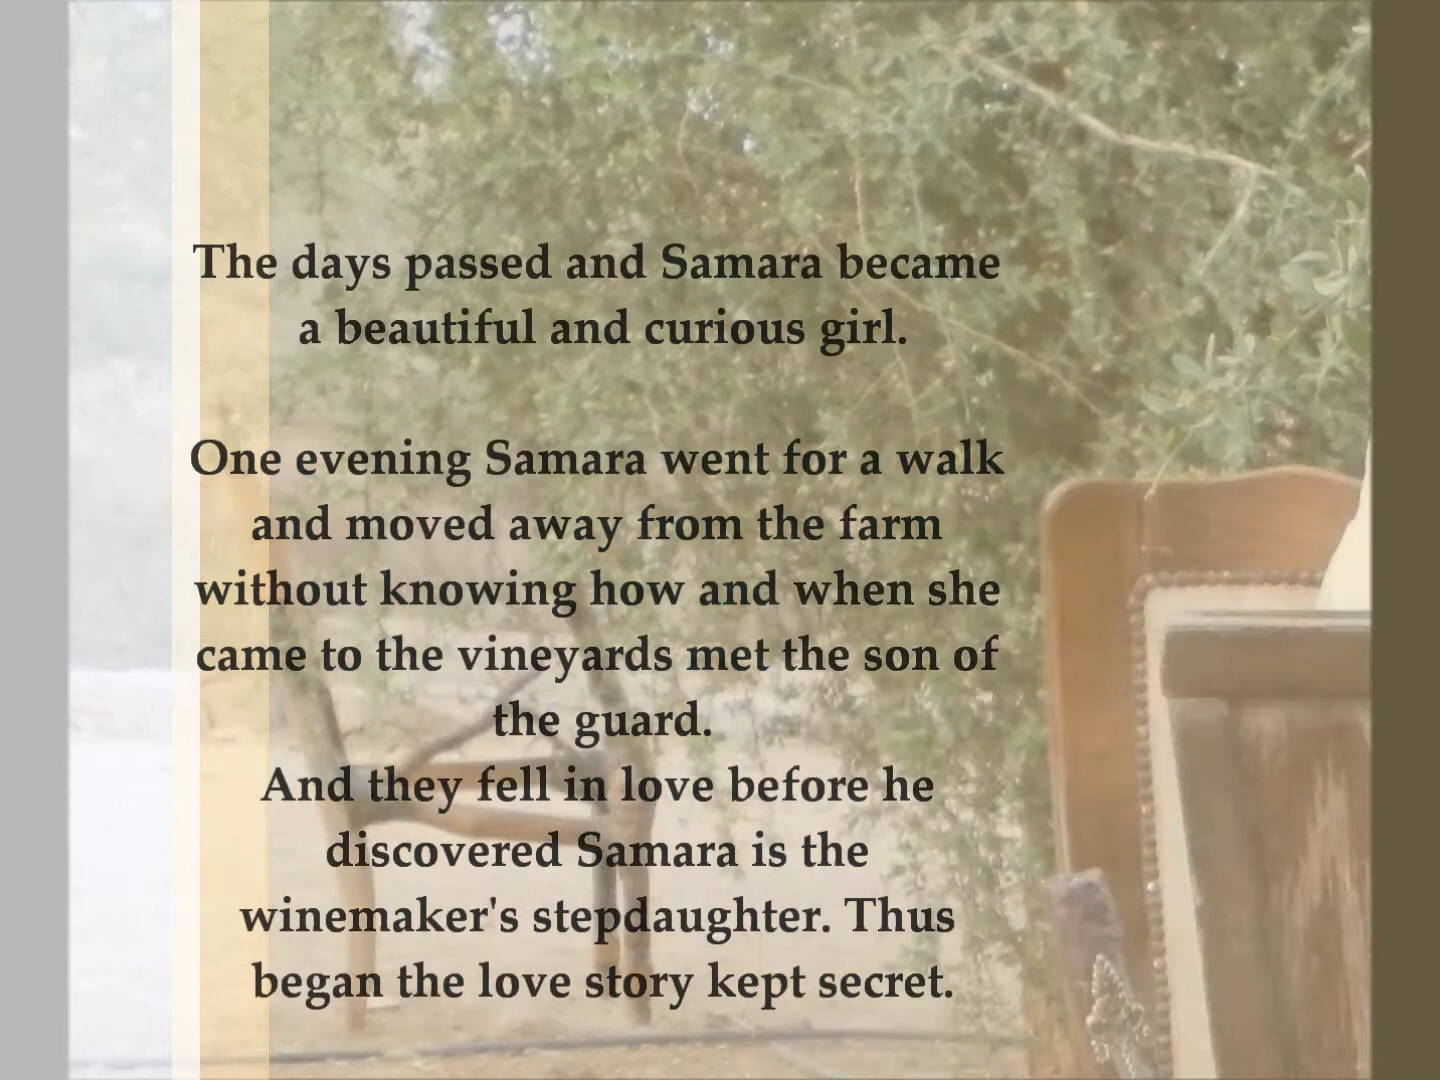 The days passed and Samara became
a beautiful and curious girl.
One evening Samara went for a walk
and moved away from the farm
without knowing how and when she
came to the vineyards met the son of
the guard.
And they fell in love before he
discovered Samara is the
winemaker's stepdaughter. Thus
began the love story kept secret.